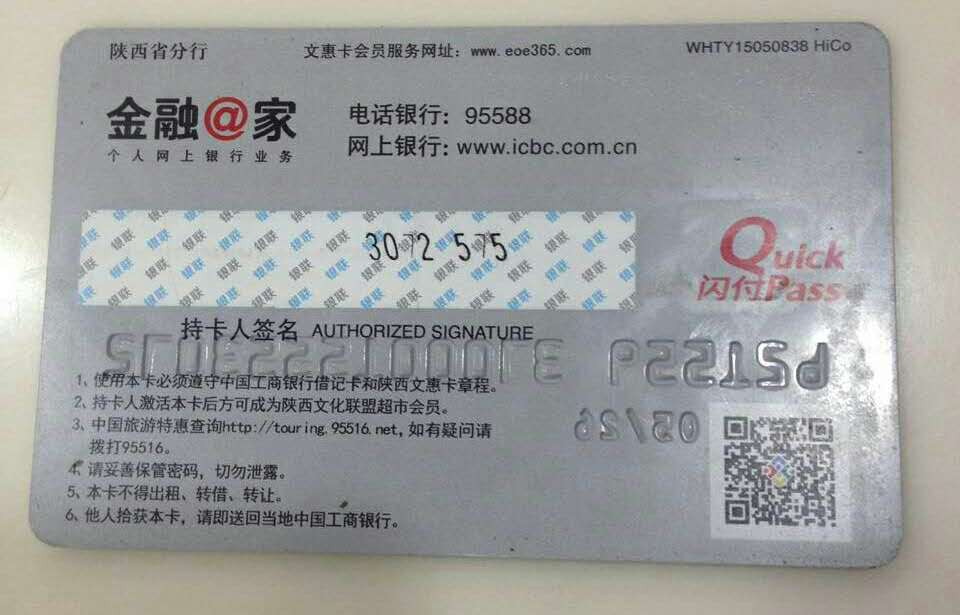 陕西省分行
文惠卡会员服务网址：www.eoe365.com
WHTY15050838 HiCo
金融@家
个人网上银行业务
电话银行：95588
网上银行：www.icbc.com.cn
3072 575
Quick
闪付Pass
持卡人签名 AUTHORIZED SIGNATURE
1、使用本卡必须遵守中国工商银行借记卡和陕西文惠卡章程。
2、持卡人激活本卡后方可成为陕西文化联盟超市会员。
3、中国旅游特惠查询http://touring.95516.net,如有疑问请
拨打95516。
4、请妥善保管密码，切勿泄露。
5、本卡不得出租、转借、转让。
6、他人拾获本卡，请即送回当地中国工商银行。
05/26